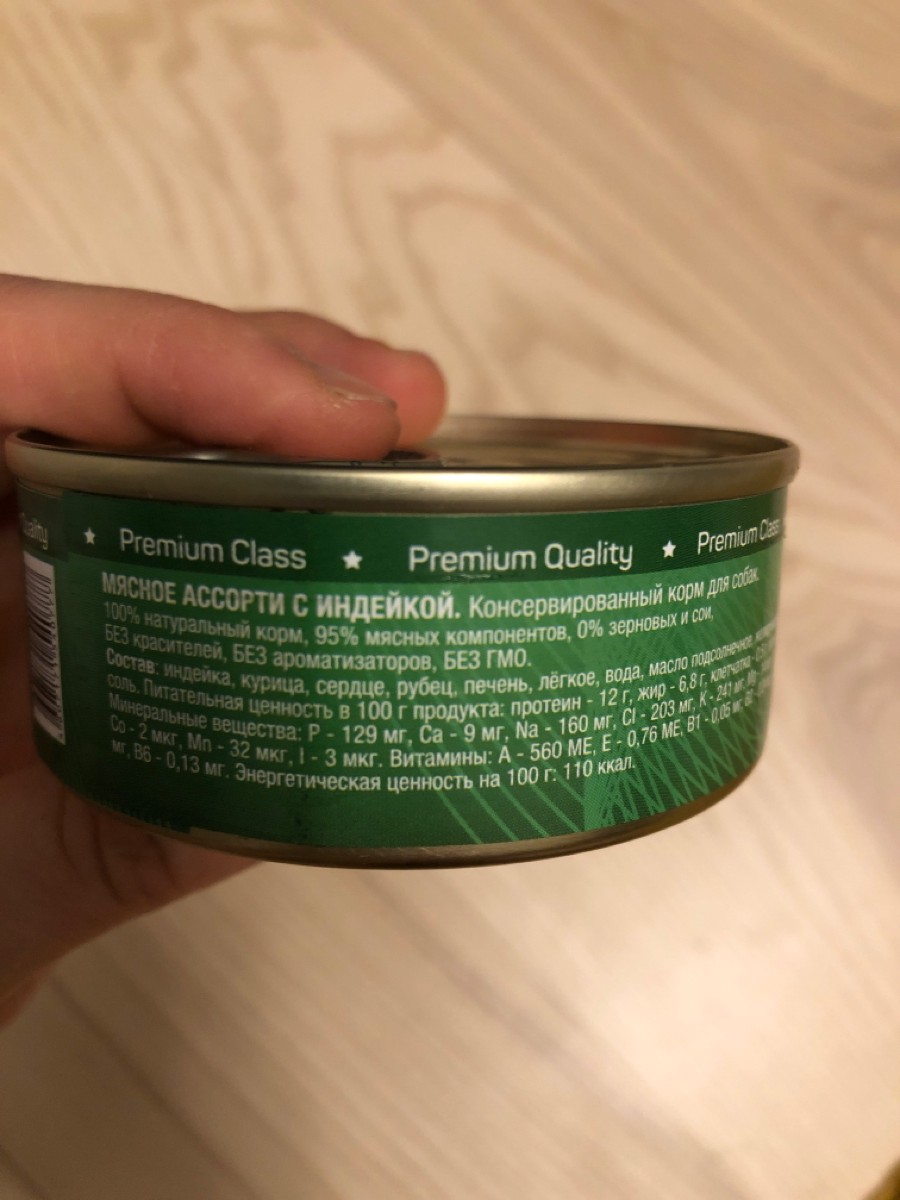 Quality ★ Premium Class ★ Premium Quality ★ Premium Class
МЯСНОЕ АССОРТИ С ИНДЕЙКОЙ. Консервированный корм для собак.
100% натуральный корм, 95% мясных компонентов, 0% зерновых и сои,
БЕЗ красителей, БЕЗ ароматизаторов, БЕЗ ГМО.
Состав: индейка, курица, сердце, рубец, печень, лёгкое, вода, масло подсолнечное,
соль. Питательная ценность в 100 г продукта: протеин - 12 г, жир - 6,8 г, клетчатка -
Минеральные вещества: P - 129 мг, Ca - 9 мг, Na - 160 мг, Cl - 203 мг, K - 241 мг,
Co - 2 мкг, Mn - 32 мкг, I - 3 мкг. Витамины: A - 560 МЕ, E - 0,76 МЕ, B1 - 0,05 мг,
мг, B6 - 0,13 мг. Энергетическая ценность на 100 г: 110 ккал.